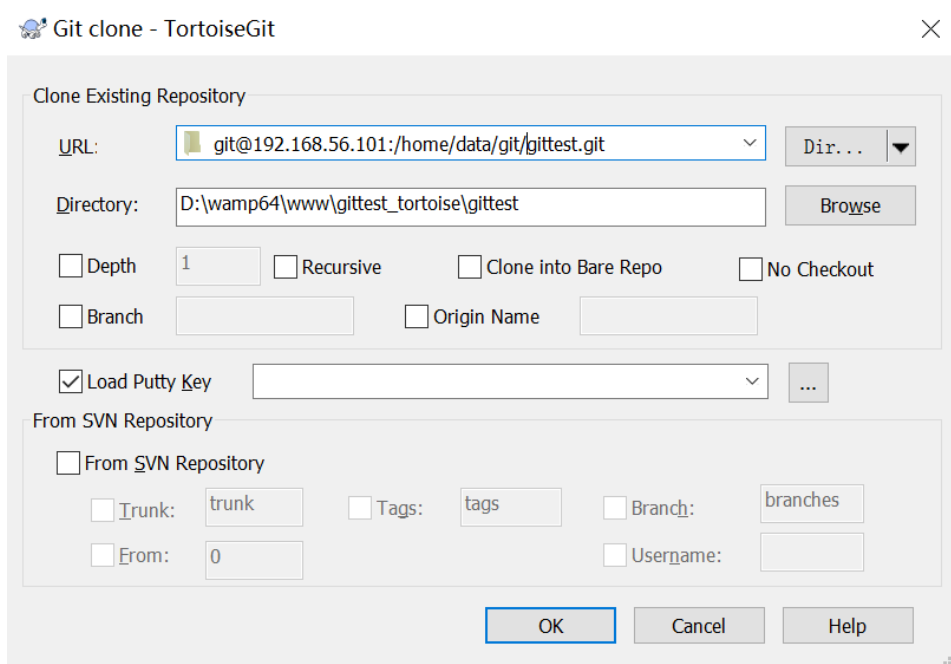 Git clone - TortoiseGit
Clone Existing Repository
URL: git@192.168.56.101:/home/data/git/gittest.git Dir...
Directory: D:\wamp64\www\gittest_tortoise\gittest Browse
Depth 1 Recursive Clone into Bare Repo No Checkout
Branch Origin Name
Load Putty Key ...
From SVN Repository
From SVN Repository
Trunk: trunk Tags: tags Branch: branches
From: 0 Username:
OK Cancel Help